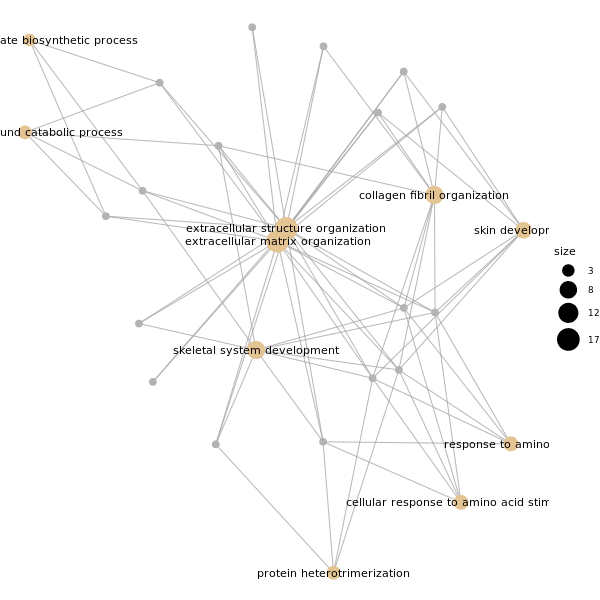 ate biosynthetic process
und catabolic process
collagen fibril organization
extracellular structure organization
skin developr
extracellular matrix organization
size
3
8
12
17
skeletal system development
response to amino
cellular response to amino acid stim
protein heterotrimerization